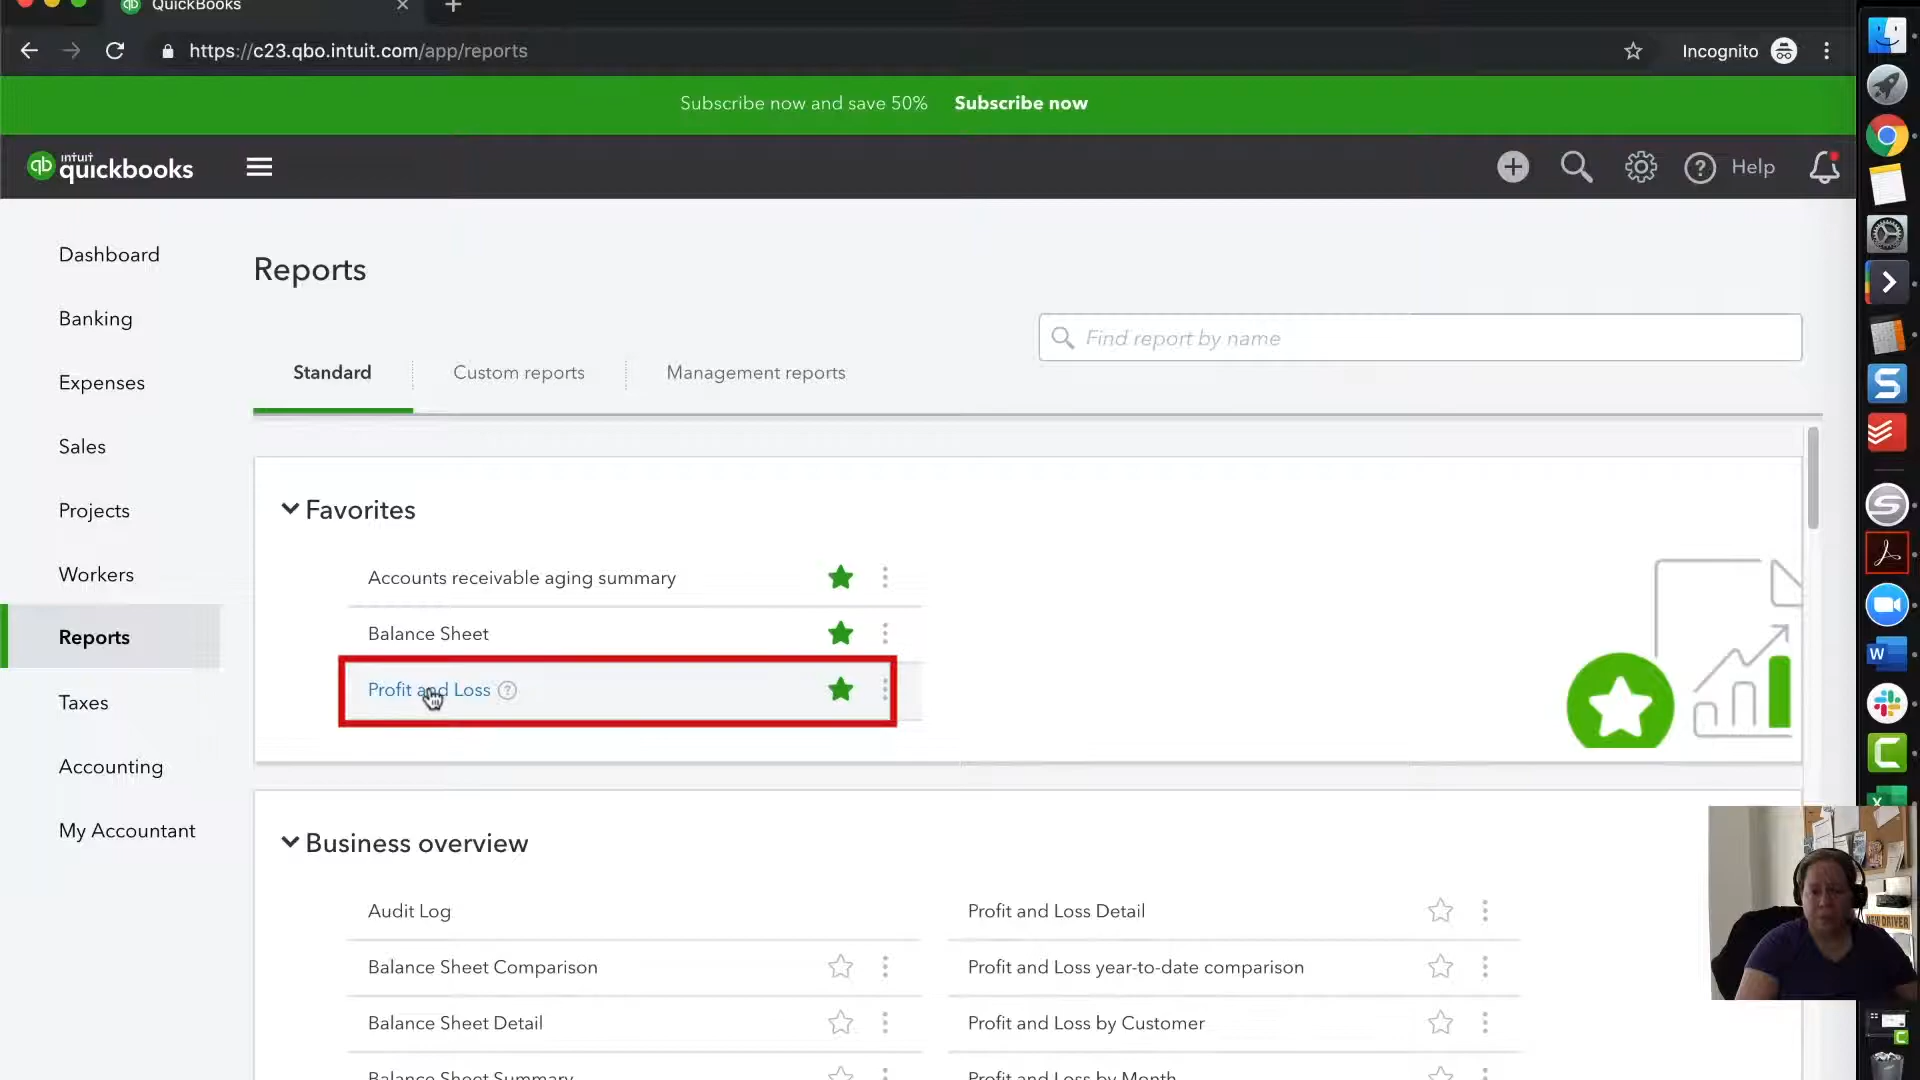 QuickBooks
https://c23.qbo.intuit.com/app/reports
Incognito
Subscribe now and save 50% Subscribe now
qb intuit quickbooks
Help
Dashboard
Banking
Expenses
Sales
Projects
Workers
Reports
Taxes
Accounting
My Accountant
Reports
Find report by name
Standard
Custom reports
Management reports
Favorites
Accounts receivable aging summary
Balance Sheet
Profit and Loss
Business overview
Audit Log
Profit and Loss Detail
Balance Sheet Comparison
Profit and Loss year-to-date comparison
Balance Sheet Detail
Profit and Loss by Customer
Balance Sheet Summary
Profit and Loss by Month
NEW DRIVER